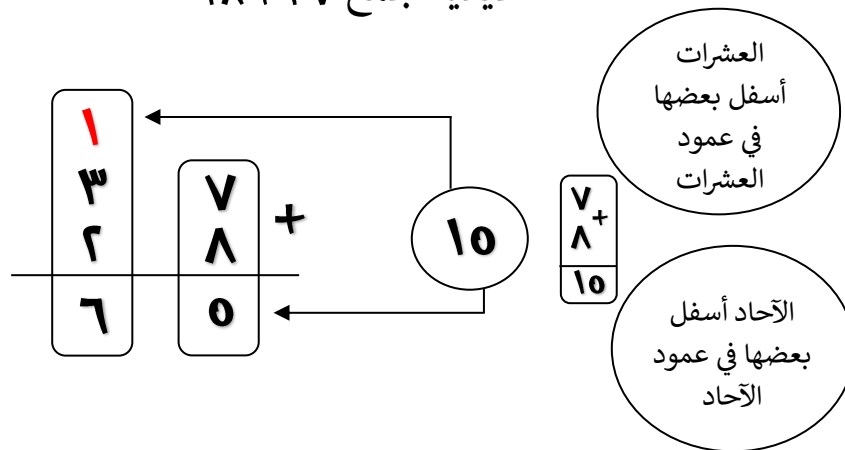 العشرات
أسفل بعضها
في عمود
العشرات
الآحاد أسفل
بعضها في عمود
الآحاد
٧
+
٨
١٥
١٥
١
٣ ٧
+
٢ ٨
٦ ٥